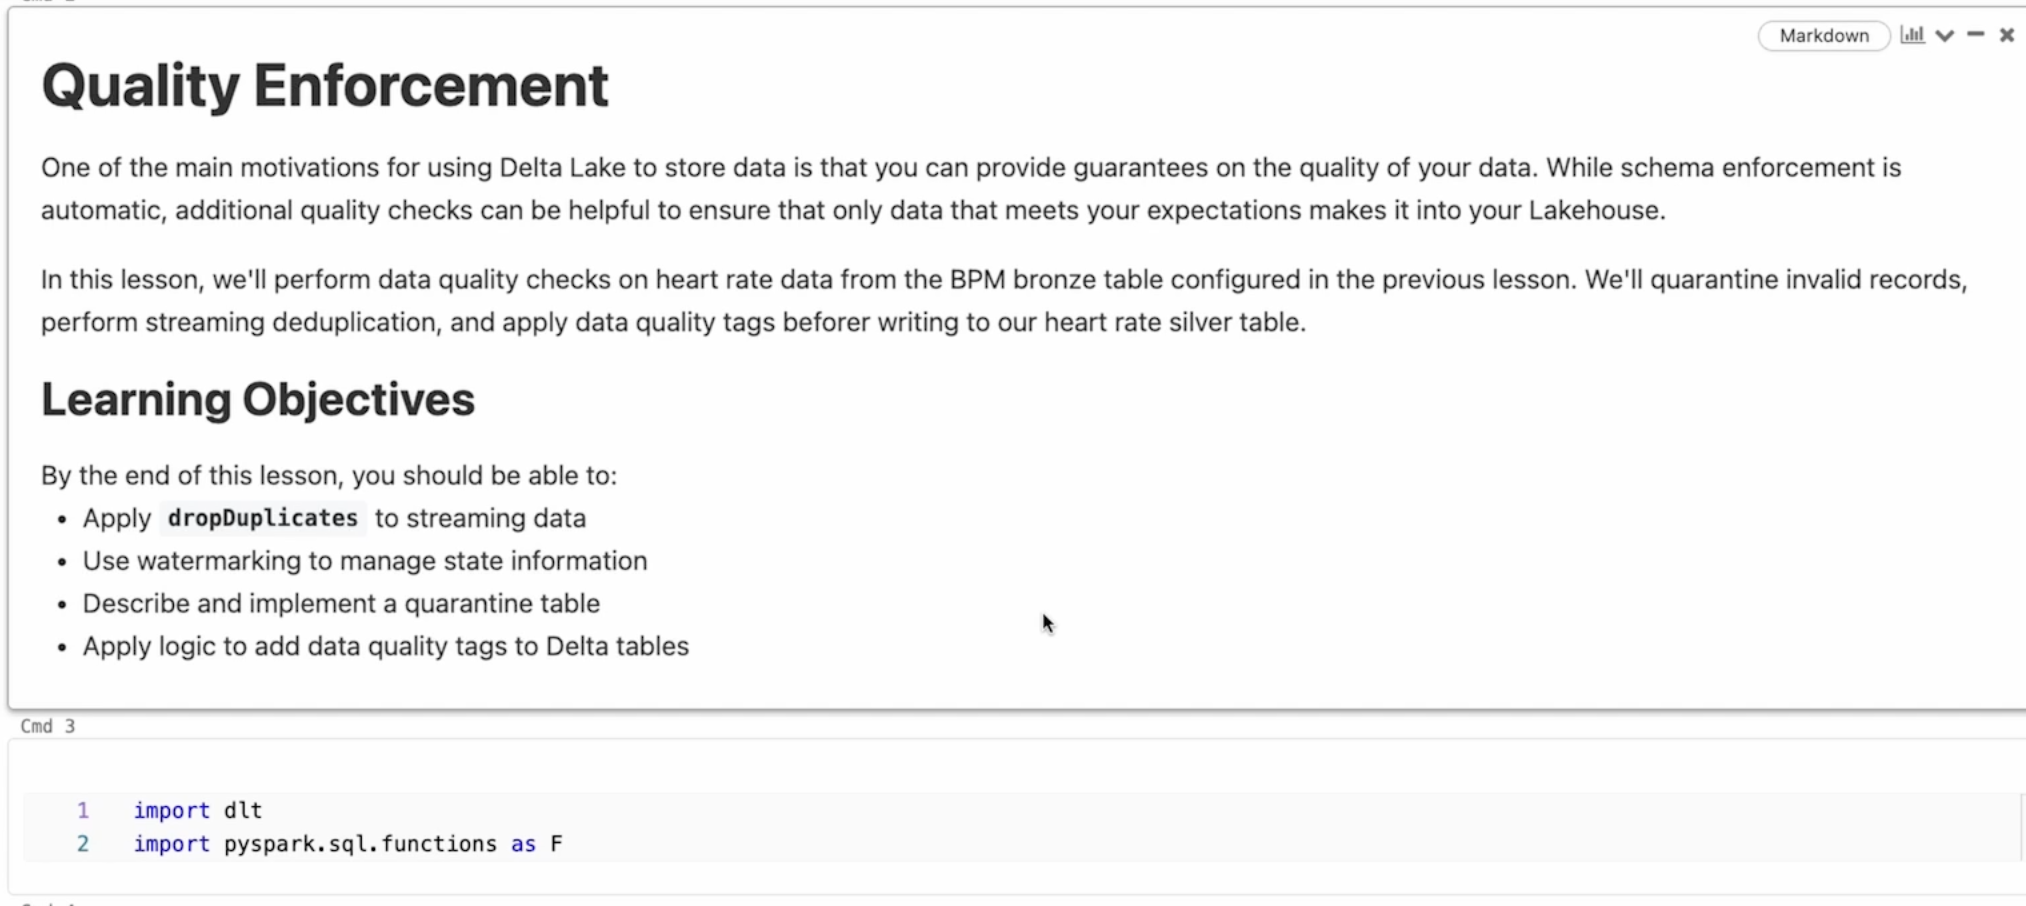 Markdown
Quality Enforcement
One of the main motivations for using Delta Lake to store data is that you can provide guarantees on the quality of your data. While schema enforcement is
automatic, additional quality checks can be helpful to ensure that only data that meets your expectations makes it into your Lakehouse.
In this lesson, we'll perform data quality checks on heart rate data from the BPM bronze table configured in the previous lesson. We'll quarantine invalid records,
perform streaming deduplication, and apply data quality tags beforer writing to our heart rate silver table.
Learning Objectives
By the end of this lesson, you should be able to:
• Apply dropDuplicates to streaming data
• Use watermarking to manage state information
• Describe and implement a quarantine table
• Apply logic to add data quality tags to Delta tables
Cmd 3
1 import dlt
2 import pyspark.sql.functions as F